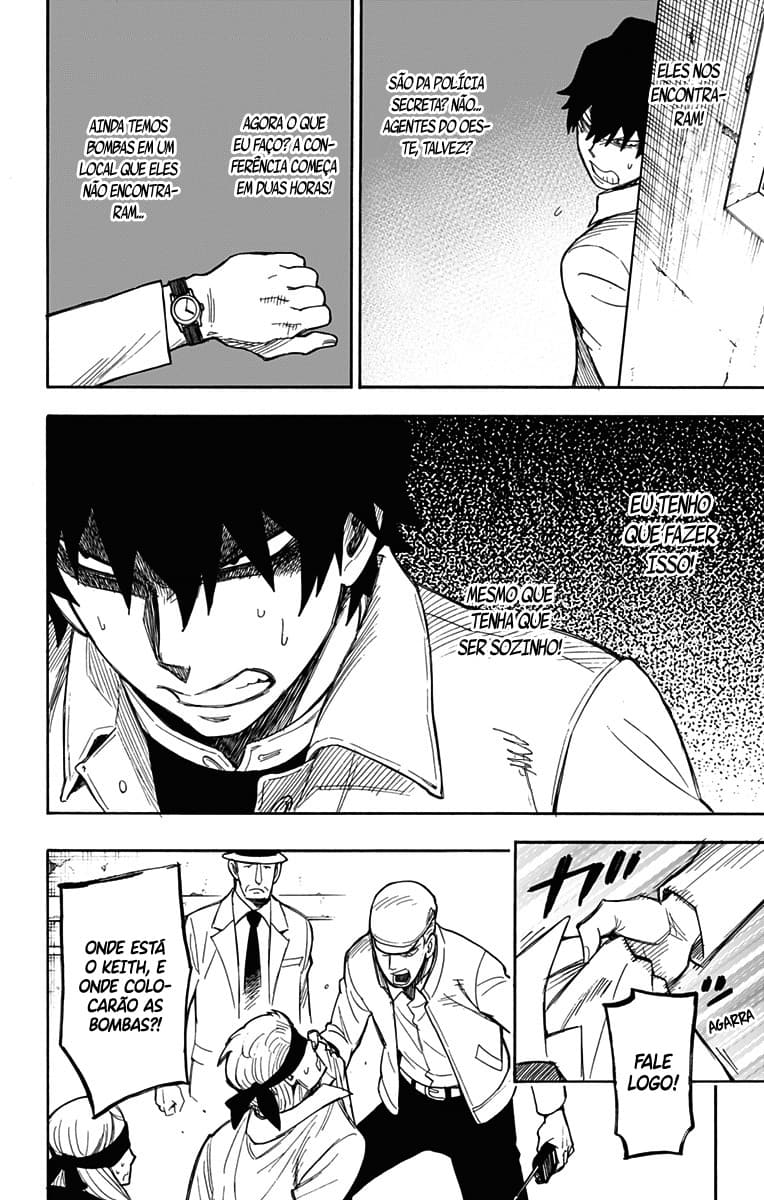 ELES NOS
ENCONTRA-
RAM!
SÃO DA POLÍCIA
SECRETA? NÃO...
AGENTES DO OES-
TE, TALVEZ?
AGORA O QUE
EU FAÇO? A CON-
FERÊNCIA COMEÇA
EM DUAS HORAS!
AINDA TEMOS
BOMBAS EM UM
LOCAL QUE ELES
NÃO ENCONTRA-
RAM...
EU TENHO
QUE FAZER
ISSO!
MESMO QUE
TENHA QUE
SER SOZINHO!
ガッ
AGARRA
FALE
LOGO!
ONDE ESTÁ
O KEITH, E
ONDE COLO-
CARÃO AS
BOMBAS?!